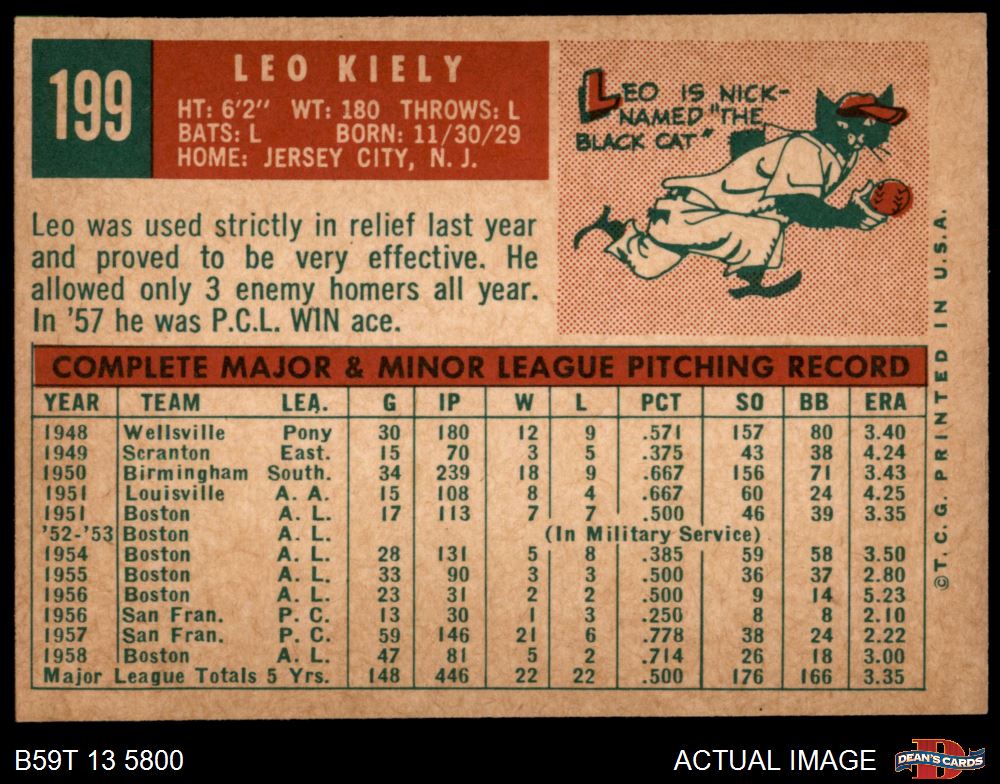 199
LEO KIELY
HT: 6'2" WT: 180 THROWS: L
BATS: L BORN: 11/30/29
HOME: JERSEY CITY, N. J.
LEO IS NICK-
NAMED "THE
BLACK CAT"
Leo was used strictly in relief last year
and proved to be very effective. He
allowed only 3 enemy homers all year.
In '57 he was P.C.L. WIN ace.
COMPLETE MAJOR & MINOR LEAGUE PITCHING RECORD
YEAR TEAM LEA. G IP W L PCT SO BB ERA
1948 Wellsville Pony 30 180 12 9 .571 157 80 3.40
1949 Scranton East. 15 70 3 5 .375 43 38 4.24
1950 Birmingham South. 34 239 18 9 .667 156 71 3.43
1951 Louisville A. A. 15 108 8 4 .667 60 24 4.25
1951 Boston A. L. 17 113 7 7 .500 46 39 3.35
'52-'53 Boston A. L. (In Military Service)
1954 Boston A. L. 28 131 5 8 .385 59 58 3.50
1955 Boston A. L. 33 90 3 3 .500 36 37 2.80
1956 Boston A. L. 23 31 2 2 .500 9 14 5.23
1956 San Fran. P. C. 13 30 1 3 .250 8 8 2.10
1957 San Fran. P. C. 59 146 21 6 .778 38 24 2.22
1958 Boston A. L. 47 81 5 2 .714 26 18 3.00
Major League Totals 5 Yrs. 148 446 22 22 .500 176 166 3.35
©T.C.G. PRINTED IN U.S.A.
B59T 13 5800
ACTUAL IMAGE
D
DEAN'S CARDS